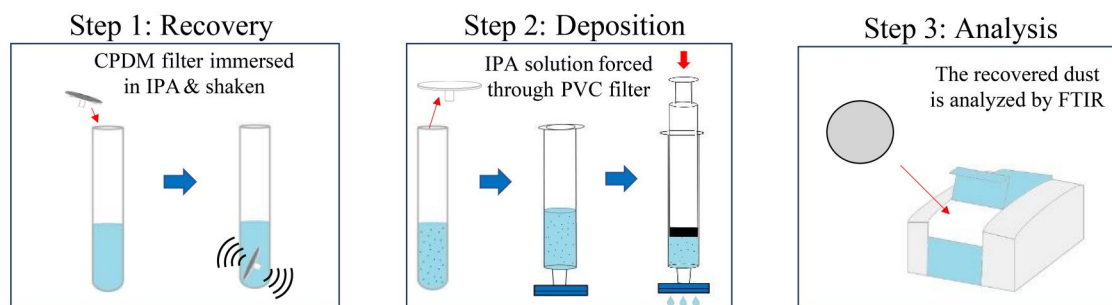 Step 1: Recovery
CPDM filter immersed
in IPA & shaken
Step 2: Deposition
IPA solution forced
through PVC filter
Step 3: Analysis
The recovered dust
is analyzed by FTIR